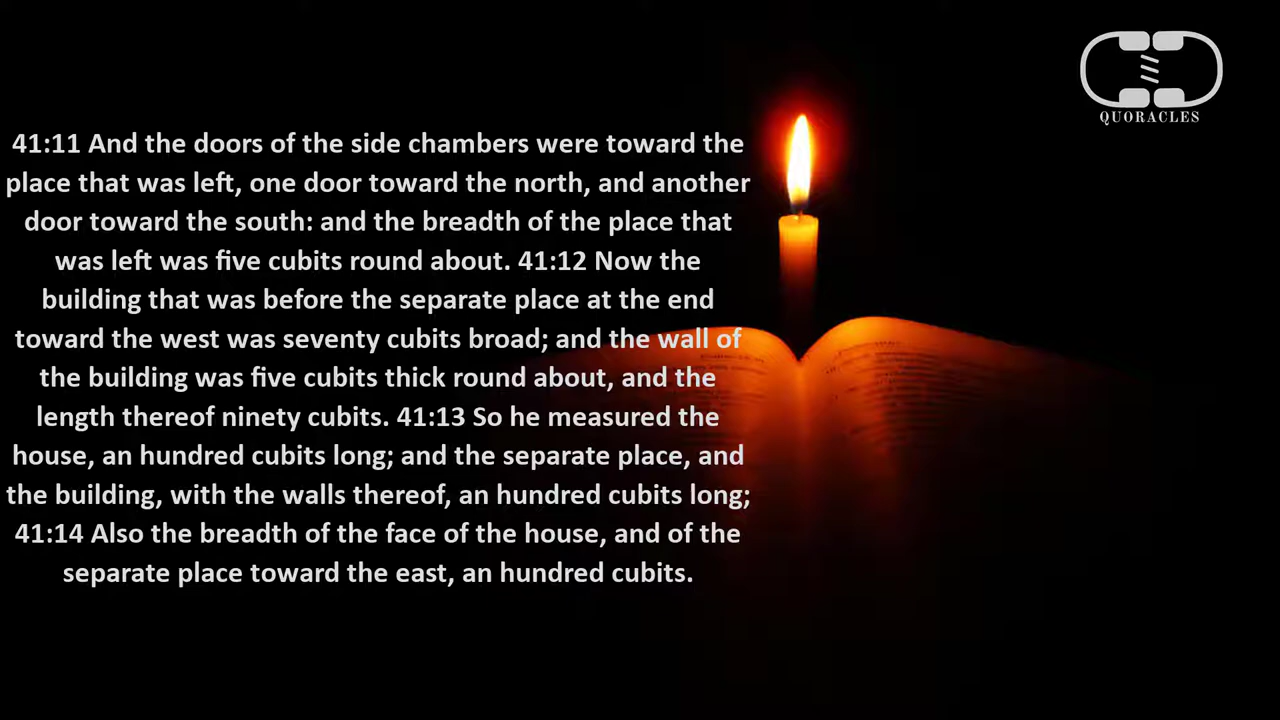 QUORACLES
41:11 And the doors of the side chambers were toward the
place that was left, one door toward the north, and another
door toward the south: and the breadth of the place that
was left was five cubits round about. 41:12 Now the
building that was before the separate place at the end
toward the west was seventy cubits broad; and the wall of
the building was five cubits thick round about, and the
length thereof ninety cubits. 41:13 So he measured the
house, an hundred cubits long; and the separate place, and
the building, with the walls thereof, an hundred cubits long;
41:14 Also the breadth of the face of the house, and of the
separate place toward the east, an hundred cubits.